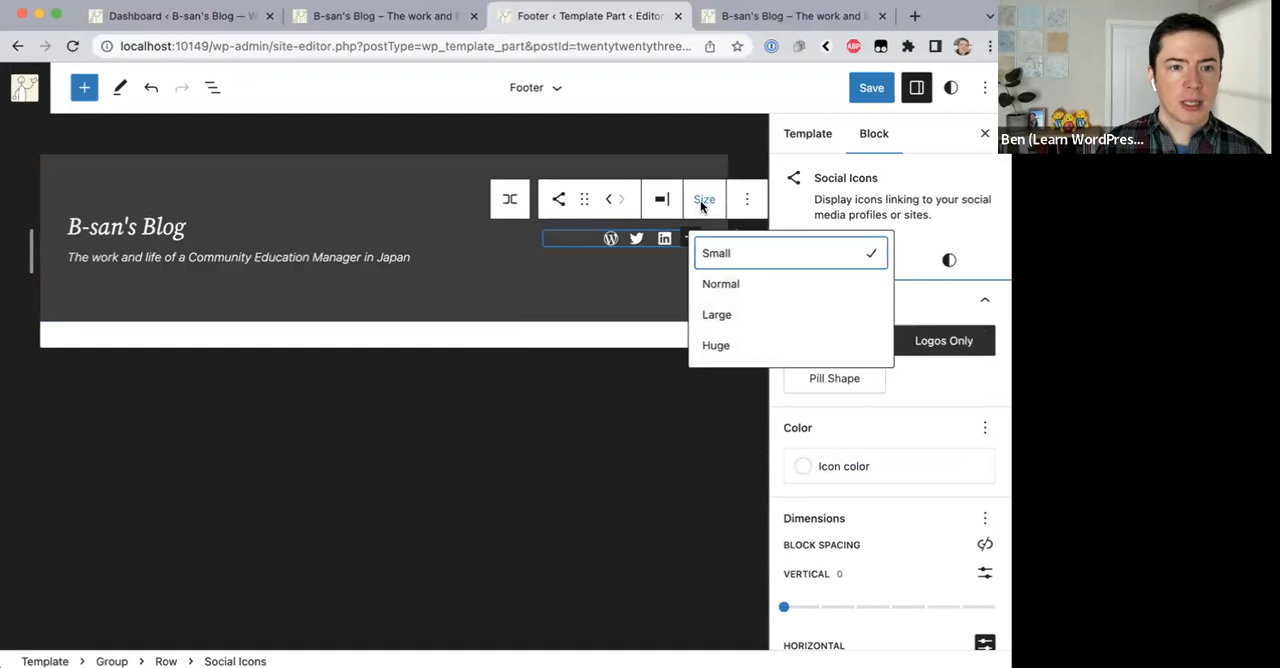 Dashboard ‹ B-san's Blog — W
B-san's Blog – The work and l
Footer ‹ Template Part ‹ Editor
B-san's Blog – The work and li
localhost:10149/wp-admin/site-editor.php?postType=wp_template_part&postId=twentytwentythree...
ABP
Footer
Save
Ben (Learn WordPres...
Template
Block
Social Icons
Display icons linking to your social
media profiles or sites.
Size
B-san's Blog
The work and life of a Community Education Manager in Japan
Small
Normal
Large
Huge
Logos Only
Pill Shape
Color
Icon color
Dimensions
BLOCK SPACING
VERTICAL 0
HORIZONTAL
Template > Group > Row > Social Icons